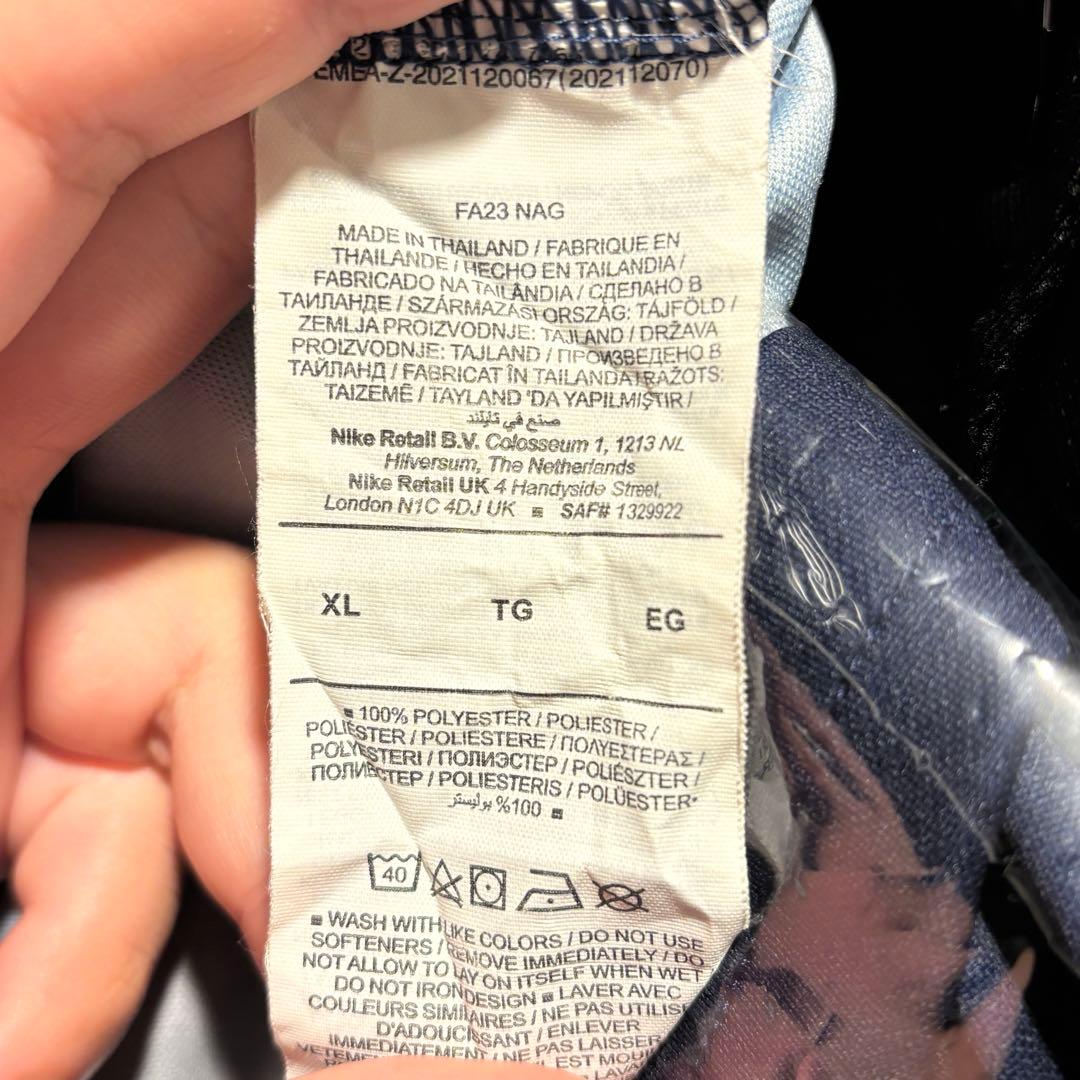 EMEA-Z-2021120067(202112070)
FA23 NAG
MADE IN THAILAND / FABRIQUE EN
THAILANDE / HECHO EN TAILANDIA /
FABRICADO NA TAILÂNDIA / СДЕЛАНО В
ТАИЛАНДЕ / SZÁRMAZÁSI ORSZÁG: TÁJFÖLD /
ZEMLJA PROIZVODNJE: TAJLAND / DRŽAVA
PROIZVODNJE: TAJLAND / ПРОИЗВЕДЕНО В
ТАЙЛАНД / FABRICAT ÎN TAILANDA / RAŽOTS:
TAIZEMĒ / TAYLAND 'DA YAPILMIŞTIR /
صنع في تايلند
Nike Retail B.V. Colosseum 1, 1213 NL
Hilversum, The Netherlands
Nike Retail UK 4 Handyside Street,
London N1C 4DJ UK SAF# 1329922
XL TG EG
100% POLYESTER / POLIESTER /
POLIÉSTER / POLIESTERE / ΠΟΛΥΕΣΤΕΡΑΣ /
POLYESTERI / ПОЛИЭСТЕР / POLIÉSZTER /
ПОЛИЕСТЕР / POLIESTERIS / POLÜESTER
100% بوليستر
40
WASH WITH LIKE COLORS / DO NOT USE
SOFTENERS / REMOVE IMMEDIATELY / DO
NOT ALLOW TO LAY ON ITSELF WHEN WET
DO NOT IRON DESIGN LAVER AVEC
COULEURS SIMILAIRES / NE PAS UTILIS
D'ADOUCISSANT / ENLEVER
IMMEDIATEMENT / NE PAS LAISSER